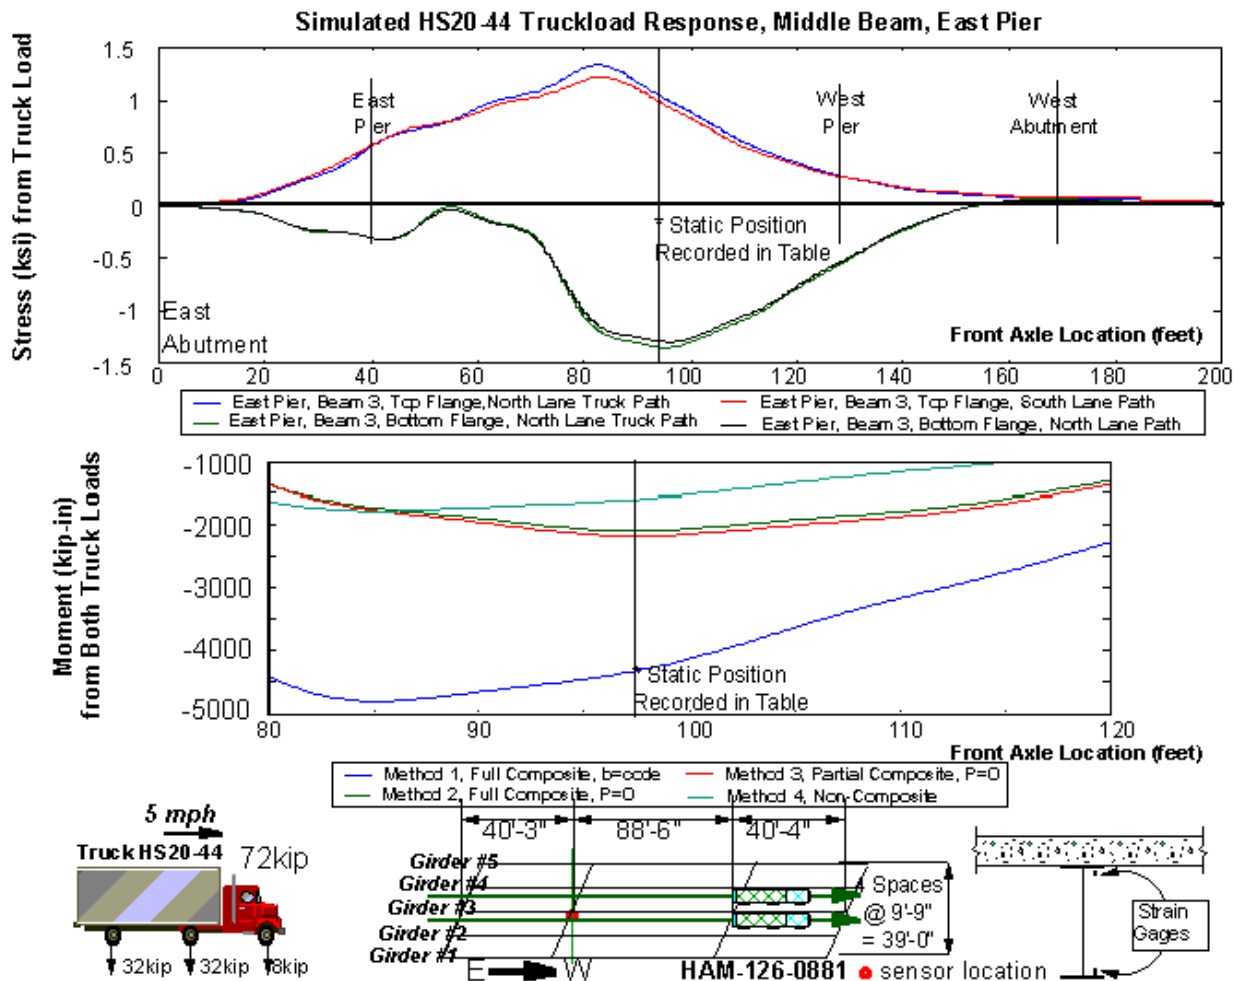 Simulated HS20-44 Truckload Response, Middle Beam, East Pier
Stress (ksi) from Truck Load
1.5
1
0.5
0
-0.5
-1
-1.5
East
Pier
West
Pier
West
Abutment
Static Position
Recorded in Table
East
Abutment
Front Axle Location (feet)
0 20 40 60 80 100 120 140 160 180 200
East Pier, Beam 3, Top Flange,North Lane Truck Path
East Pier, Beam 3, Top Flange, South Lane Path
East Pier, Beam 3, Bottom Flange, North Lane Truck Path
East Pier, Beam 3, Bottom Flange, North Lane Path
Moment (kip-in)
from Both Truck Loads
-1000
-2000
-3000
-4000
-5000
Static Position
Recorded in Table
80 90 100 110 120
Front Axle Location (feet)
Method 1, Full Composite, b=code
Method 3, Partial Composite, P=0
Method 2, Full Composite, P=0
Method 4, Non-Composite
5 mph
Truck HS20-44
72kip
32kip 32kip 8kip
40'-3" 88'-6" 40'-4"
Girder #5
Girder #4
Girder #3
Girder #2
Girder #1
4 Spaces
@ 9'-9"
= 39'-0"
E W
HAM-126-0881
sensor location
Strain
Gages